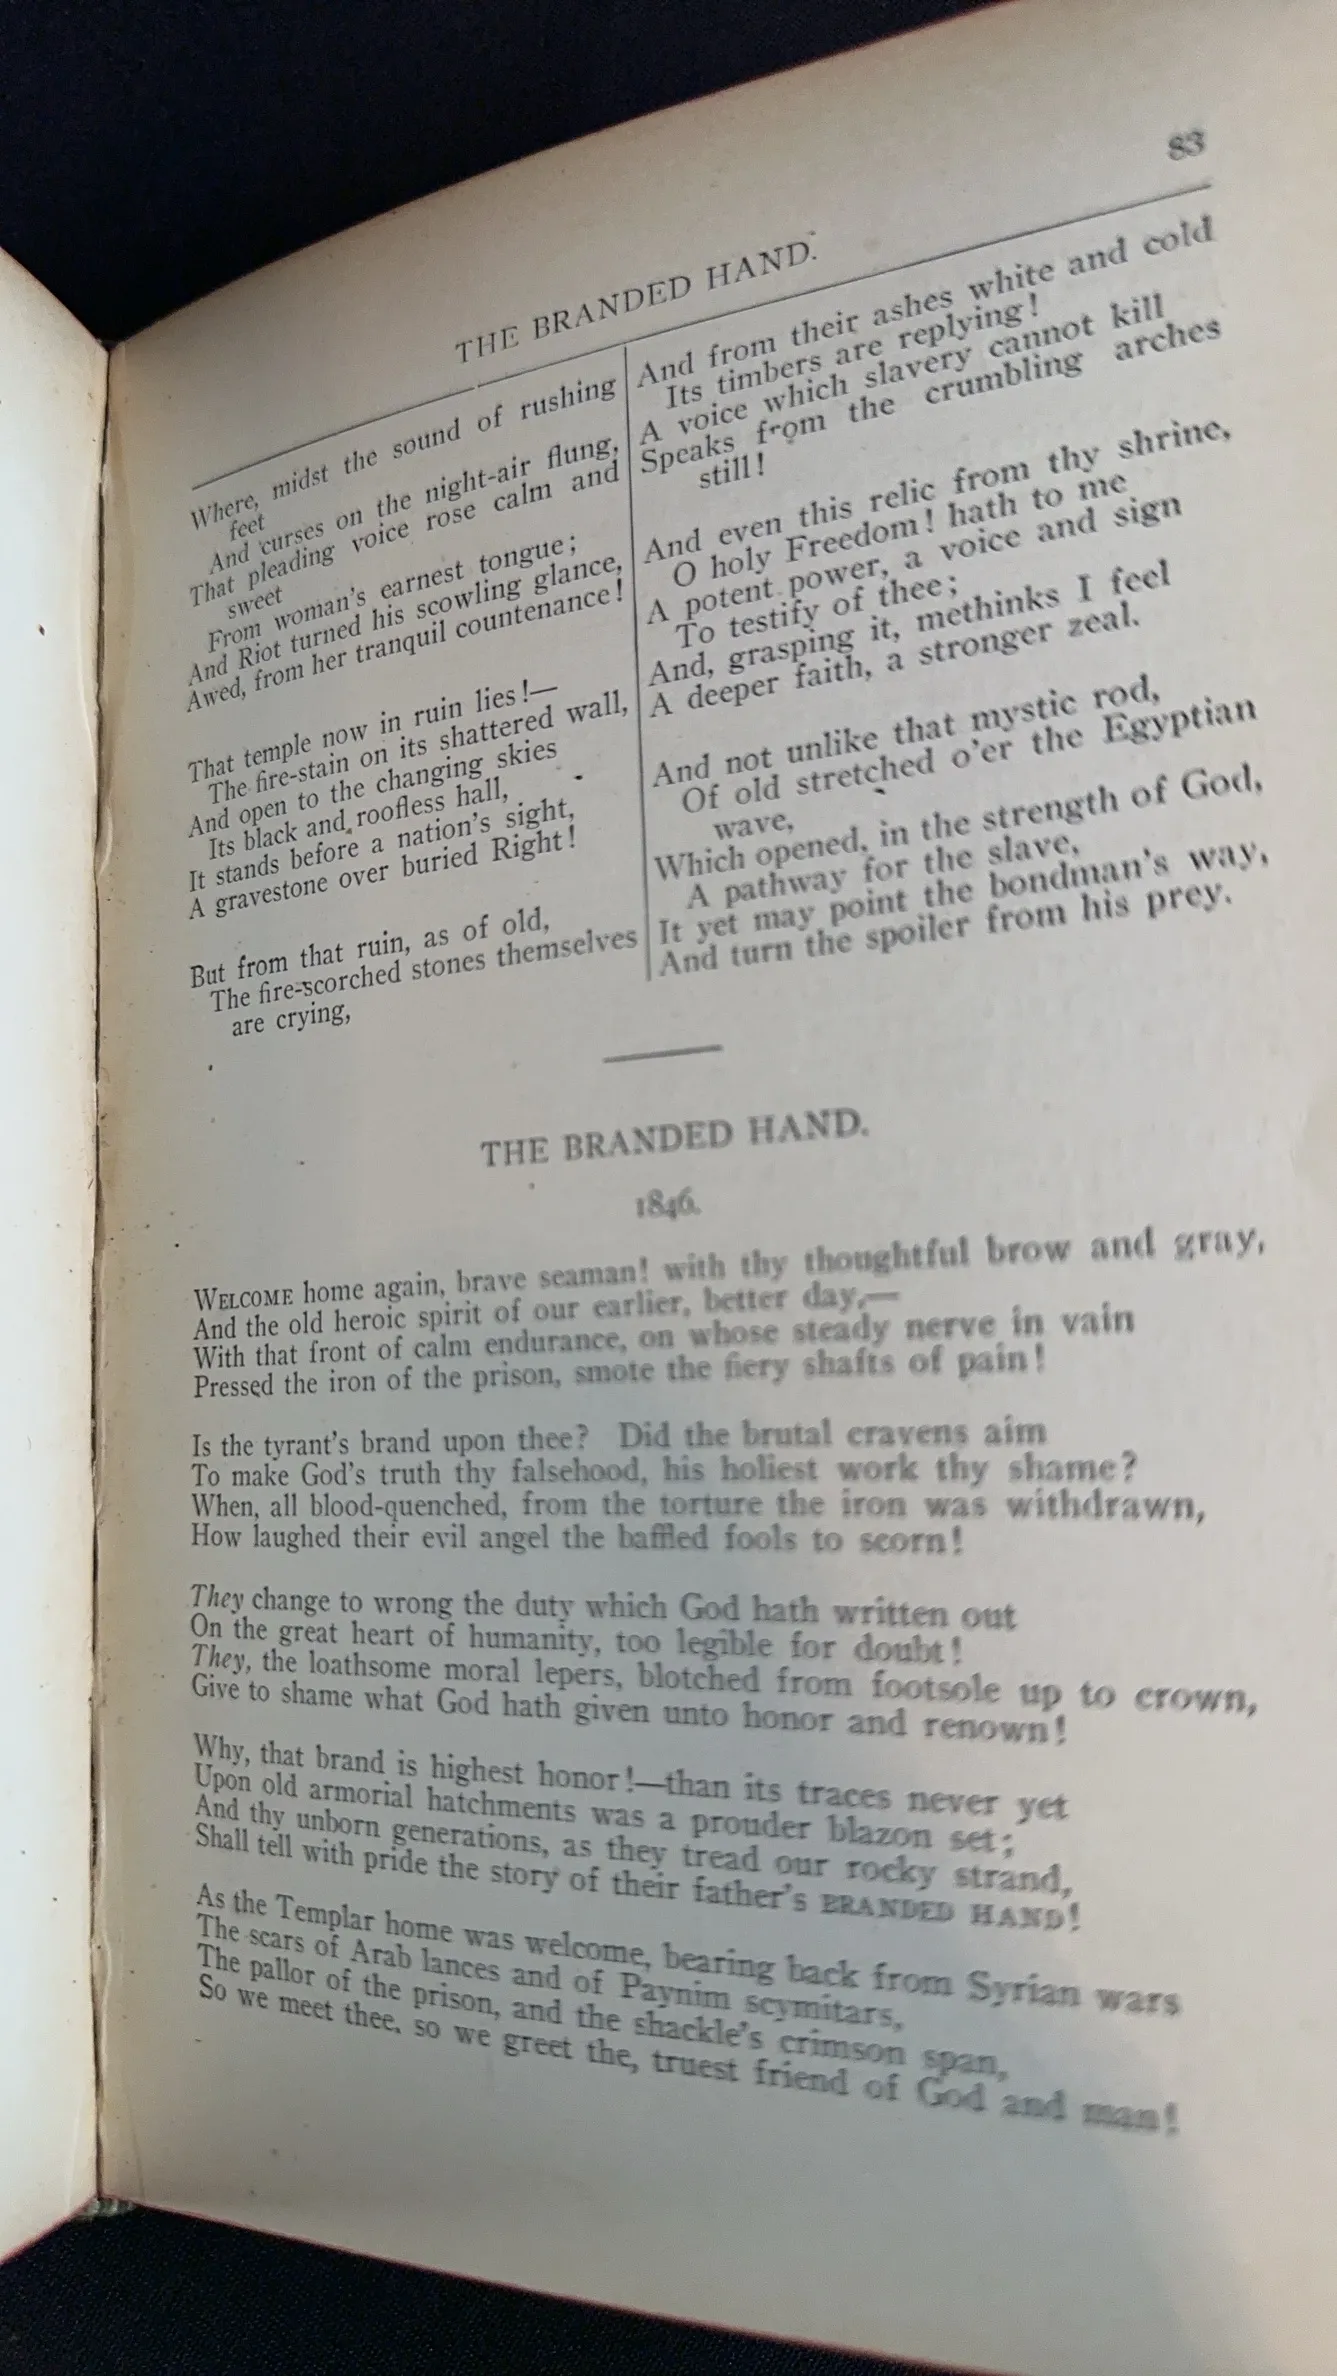 83
THE BRANDED HAND.
Where, midst the sound of rushing
feet
And curses on the night-air flung,
That pleading voice rose calm and
sweet
From woman's earnest tongue;
And Riot turned his scowling glance,
Awed, from her tranquil countenance!
That temple now in ruin lies!—
The fire-stain on its shattered wall,
And open to the changing skies
Its black and roofless hall,
It stands before a nation's sight,
A gravestone over buried Right!
But from that ruin, as of old,
The fire-scorched stones themselves
are crying,
And from their ashes white and cold
Its timbers are replying!
A voice which slavery cannot kill
Speaks from the crumbling arches
still!
And even this relic from thy shrine,
O holy Freedom! hath to me
A potent power, a voice and sign
To testify of thee;
And, grasping it, methinks I feel
A deeper faith, a stronger zeal.
And not unlike that mystic rod,
Of old stretched o'er the Egyptian
wave,
Which opened, in the strength of God,
A pathway for the slave,
It yet may point the bondman's way,
And turn the spoiler from his prey.
THE BRANDED HAND.
1846.
WELCOME home again, brave seaman! with thy thoughtful brow and gray,
And the old heroic spirit of our earlier, better day,—
With that front of calm endurance, on whose steady nerve in vain
Pressed the iron of the prison, smote the fiery shafts of pain!
Is the tyrant's brand upon thee? Did the brutal cravens aim
To make God's truth thy falsehood, his holiest work thy shame?
When, all blood-quenched, from the torture the iron was withdrawn,
How laughed their evil angel the baffled fools to scorn!
They change to wrong the duty which God hath written out
On the great heart of humanity, too legible for doubt!
They, the loathsome moral lepers, blotched from footsole up to crown,
Give to shame what God hath given unto honor and renown!
Why, that brand is highest honor!—than its traces never yet
Upon old armorial hatchments was a prouder blazon set;
And thy unborn generations, as they tread our rocky strand,
Shall tell with pride the story of their father's BRANDED HAND!
As the Templar home was welcome, bearing back from Syrian wars
The scars of Arab lances and of Paynim scymitars,
The pallor of the prison, and the shackle's crimson span,
So we meet thee, so we greet the, truest friend of God and man!